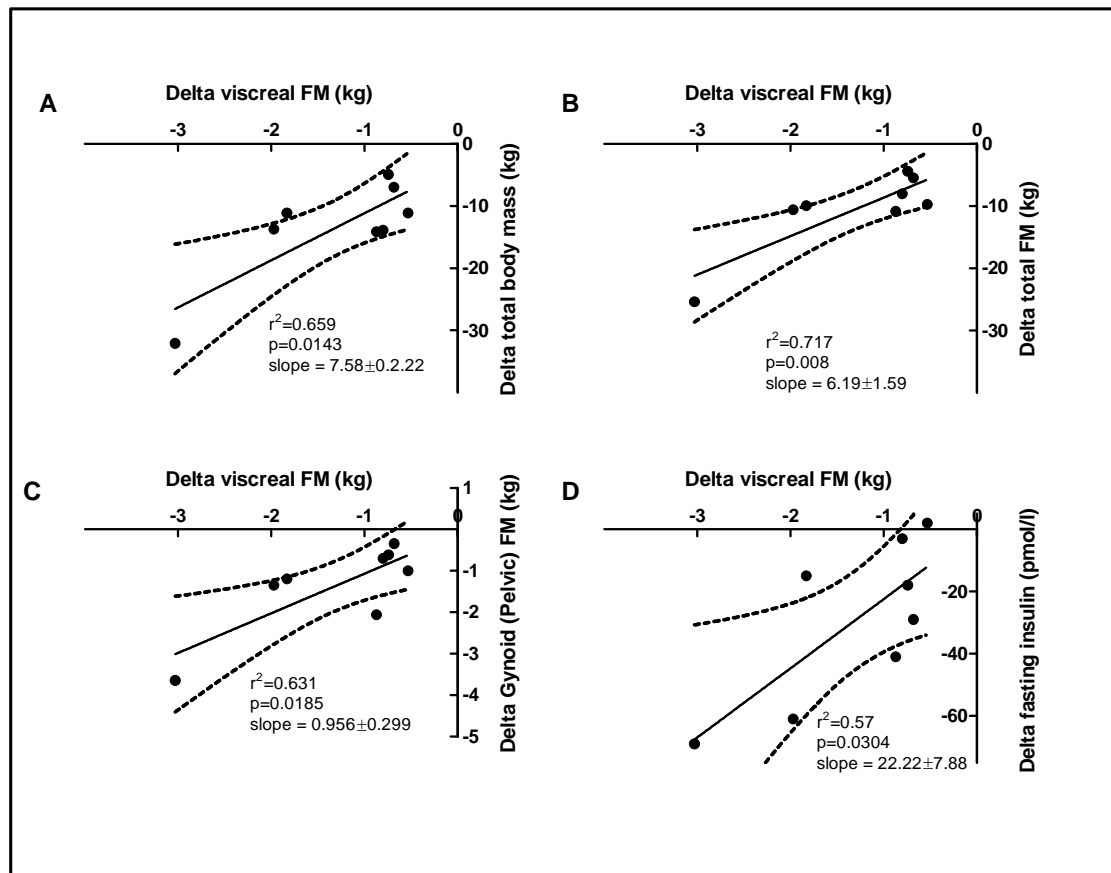 A
Delta viscreal FM (kg)
-3 -2 -1 0
0
-10
-20
-30
Delta total body mass (kg)
r²=0.659
p=0.0143
slope = 7.58±0.2.22
B
Delta viscreal FM (kg)
-3 -2 -1 0
0
-10
-20
-30
Delta total FM (kg)
r²=0.717
p=0.008
slope = 6.19±1.59
C
Delta viscreal FM (kg)
-3 -2 -1 0
1
-1
-2
-3
-4
-5
Delta Gynoid (Pelvic) FM (kg)
r²=0.631
p=0.0185
slope = 0.956±0.299
D
Delta viscreal FM (kg)
-3 -2 -1 0
-20
-40
-60
Delta fasting insulin (pmol/l)
r²=0.57
p=0.0304
slope = 22.22±7.88